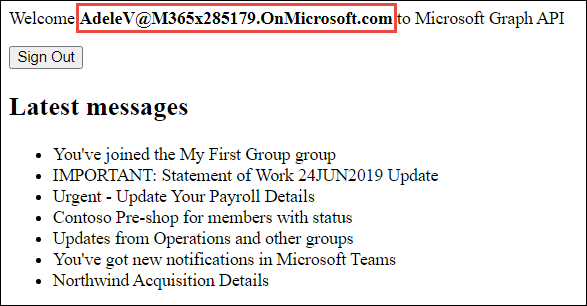 Welcome AdeleV@M365x285179.OnMicrosoft.com to Microsoft Graph API
Sign Out
Latest messages
You've joined the My First Group group
IMPORTANT: Statement of Work 24JUN2019 Update
Urgent - Update Your Payroll Details
Contoso Pre-shop for members with status
Updates from Operations and other groups
You've got new notifications in Microsoft Teams
Northwind Acquisition Details